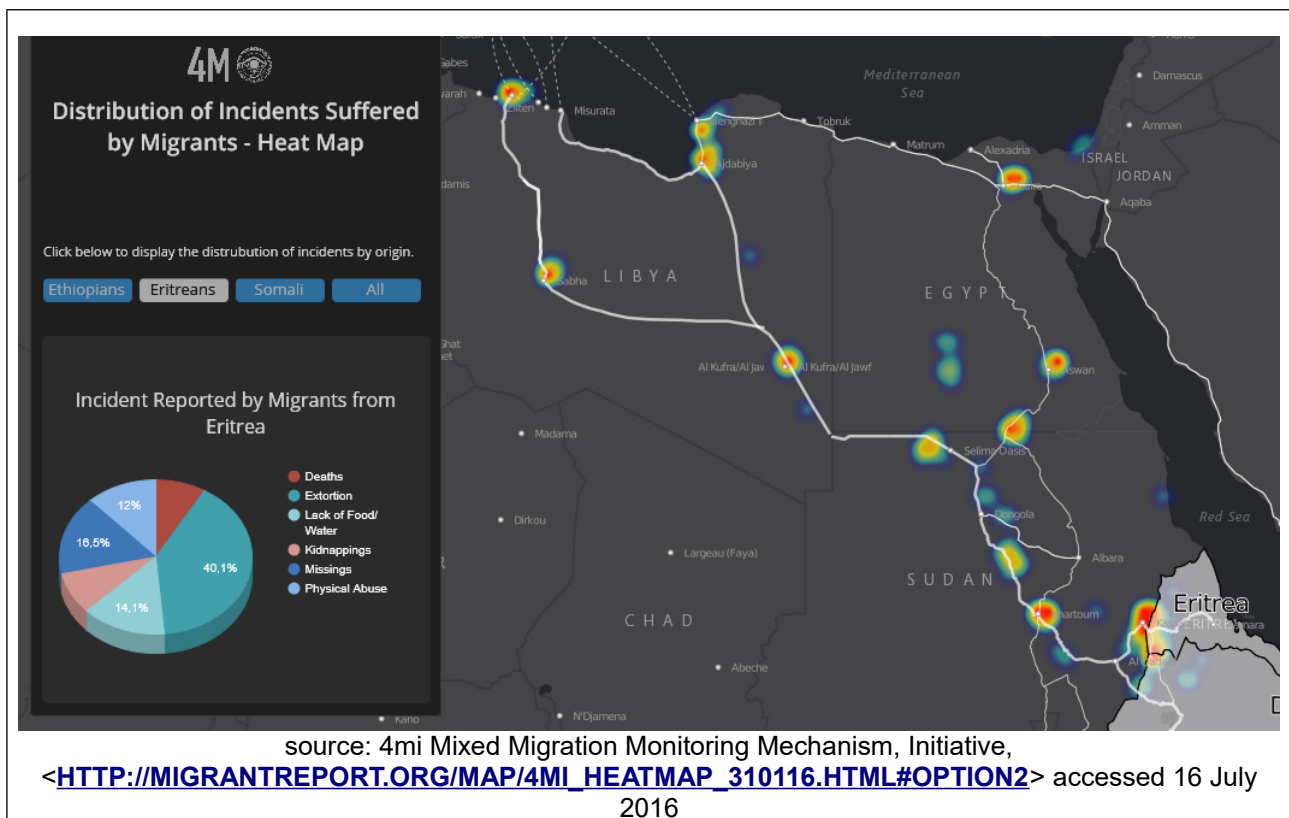 4M
Distribution of Incidents Suffered
by Migrants - Heat Map
Click below to display the distrubution of incidents by origin.
Ethiopians
Eritreans
Somali
All
Incident Reported by Migrants from
Eritrea
12%
16,5%
40,1%
14,1%
Deaths
Extortion
Lack of Food/
Water
Kidnappings
Missings
Physical Abuse
Gabes
Zliten
Misurata
Mediterranean
Sea
Damascus
Amman
Tobruk
Matrum
Alexadria
ISRAEL
JORDAN
Aqaba
Ajdabiya
LIBYA
EGYPT
Al Kufra/Al Jawf
Madama
Selima Oasis
Dirkou
Largeau (Faya)
Albara
Red Sea
SUDAN
CHAD
Eritrea
Abeche
Kano
N'Djamena
source: 4mi Mixed Migration Monitoring Mechanism, Initiative,
<HTTP://MIGRANTREPORT.ORG/MAP/4MI_HEATMAP_310116.HTML#OPTION2> accessed 16 July
2016